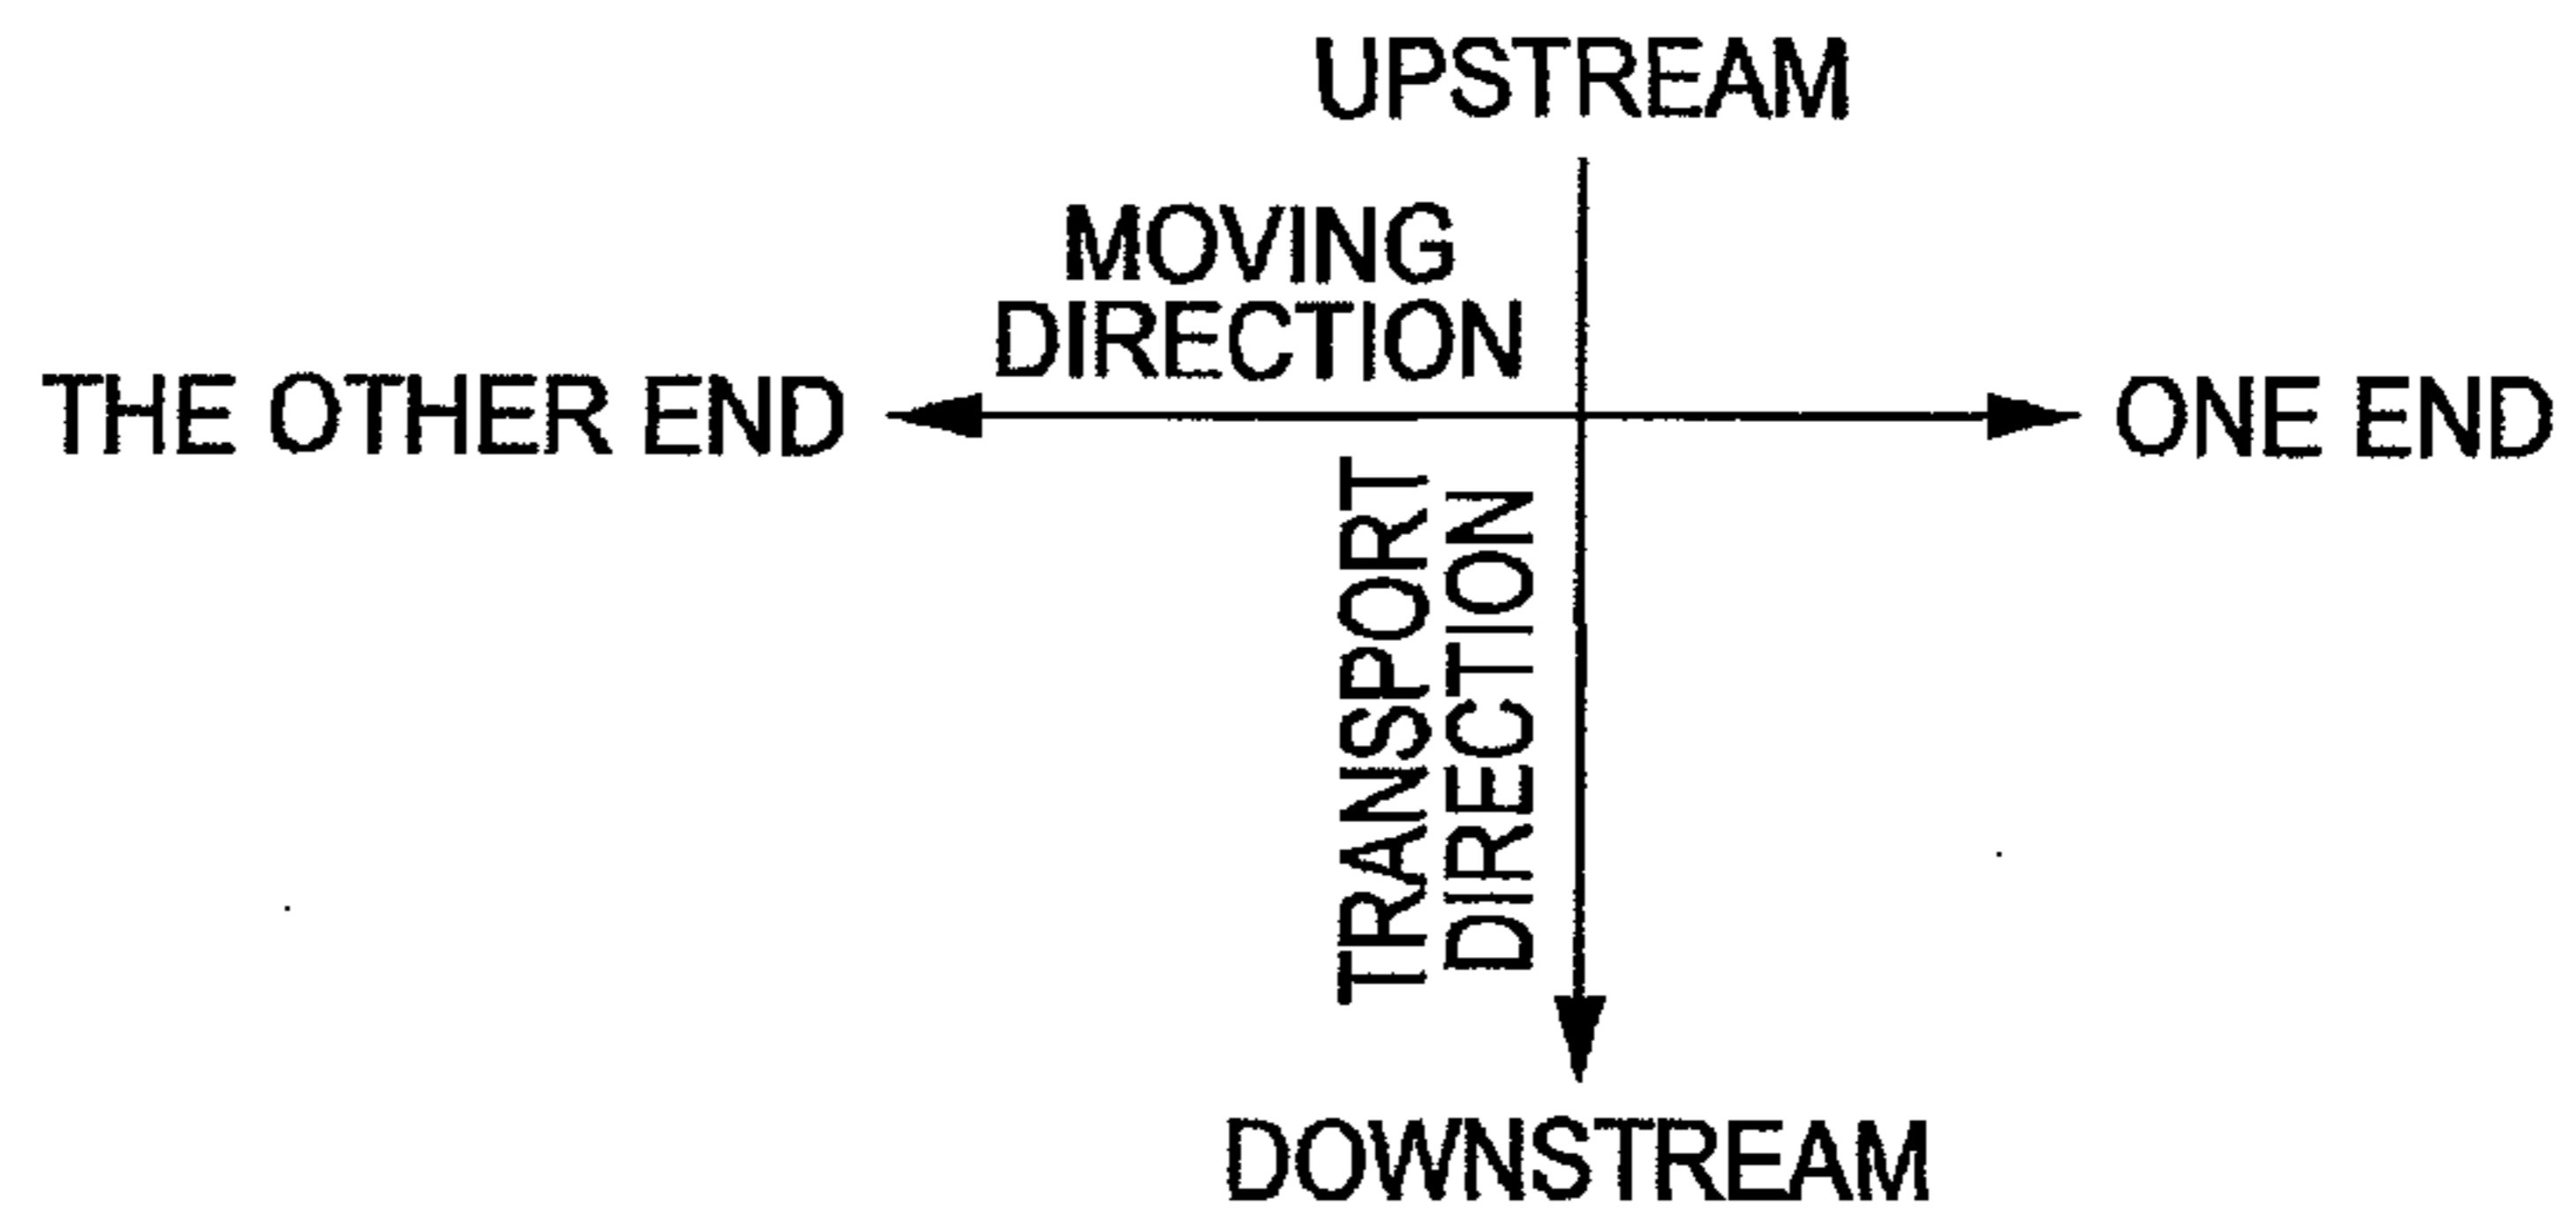 UPSTREAM
MOVING
DIRECTION
THE OTHER END
ONE END
TRANSPORT
DIRECTION
DOWNSTREAM